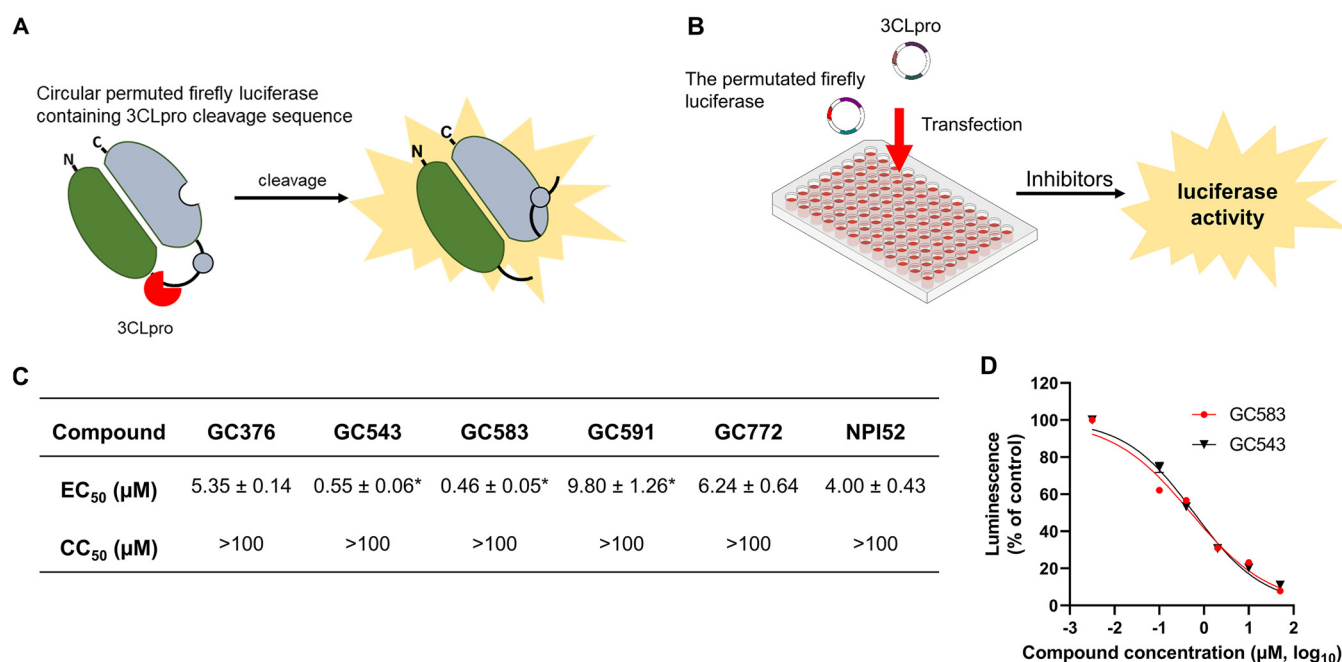 A
Circular permuted firefly luciferase
containing 3CLpro cleavage sequence
N
C
3CLpro
cleavage
N
C
B
3CLpro
The permutated firefly
luciferase
Transfection
Inhibitors
luciferase
activity
C
Compound GC376 GC543 GC583 GC591 GC772 NPI52
EC50 (µM) 5.35 ± 0.14 0.55 ± 0.06* 0.46 ± 0.05* 9.80 ± 1.26* 6.24 ± 0.64 4.00 ± 0.43
CC50 (µM) >100 >100 >100 >100 >100 >100
D
Luminescence
(% of control)
120
100
80
60
40
20
0
GC583
GC543
-3 -2 -1 0 1 2
Compound concentration (µM, log10)